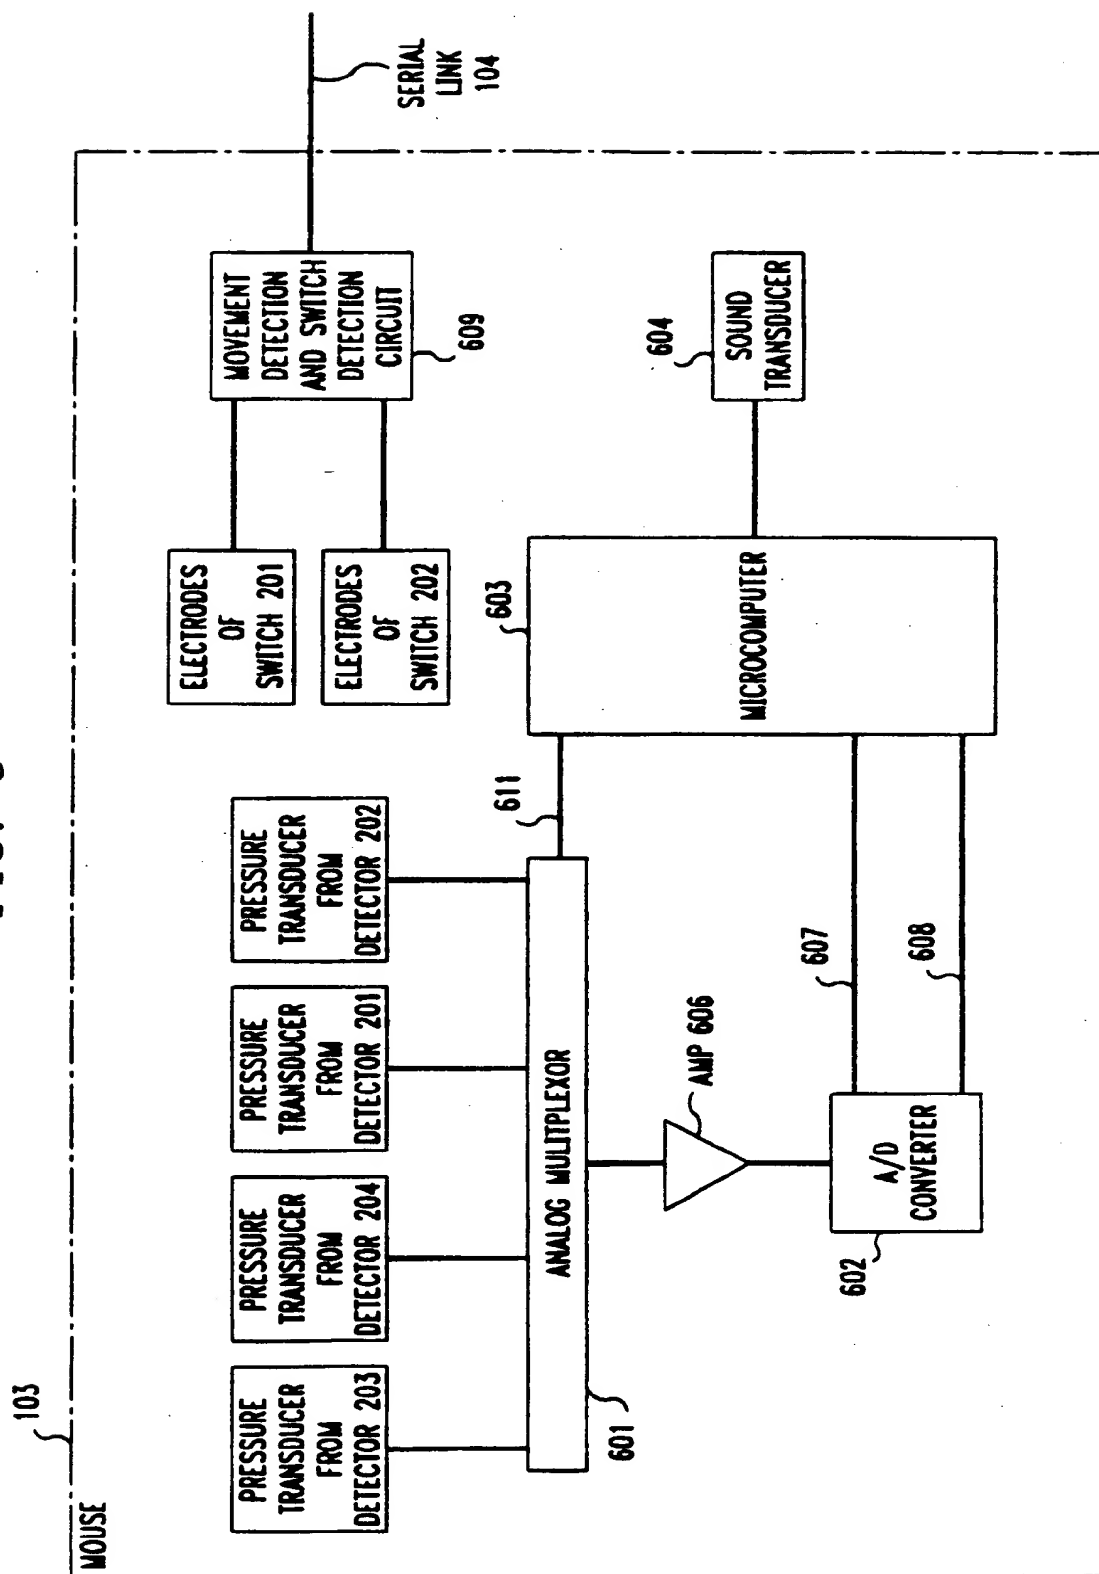 MOUSE
103
PRESSURE
TRANSDUCER
FROM
DETECTOR 203
PRESSURE
TRANSDUCER
FROM
DETECTOR 204
PRESSURE
TRANSDUCER
FROM
DETECTOR 201
PRESSURE
TRANSDUCER
FROM
DETECTOR 202
ELECTRODES
OF
SWITCH 201
ELECTRODES
OF
SWITCH 202
MOVEMENT
DETECTION
AND SWITCH
DETECTION
CIRCUIT
609
SERIAL
LINK
104
ANALOG MULITPLEXOR
601
611
603
MICROCOMPUTER
604
SOUND
TRANSDUCER
AMP 606
607
608
A/D
CONVERTER
602